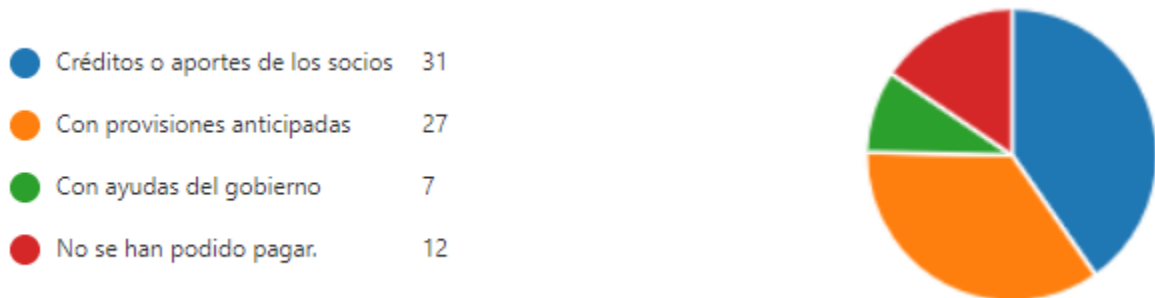 Créditos o aportes de los socios 31
Con provisiones anticipadas 27
Con ayudas del gobierno 7
No se han podido pagar. 12